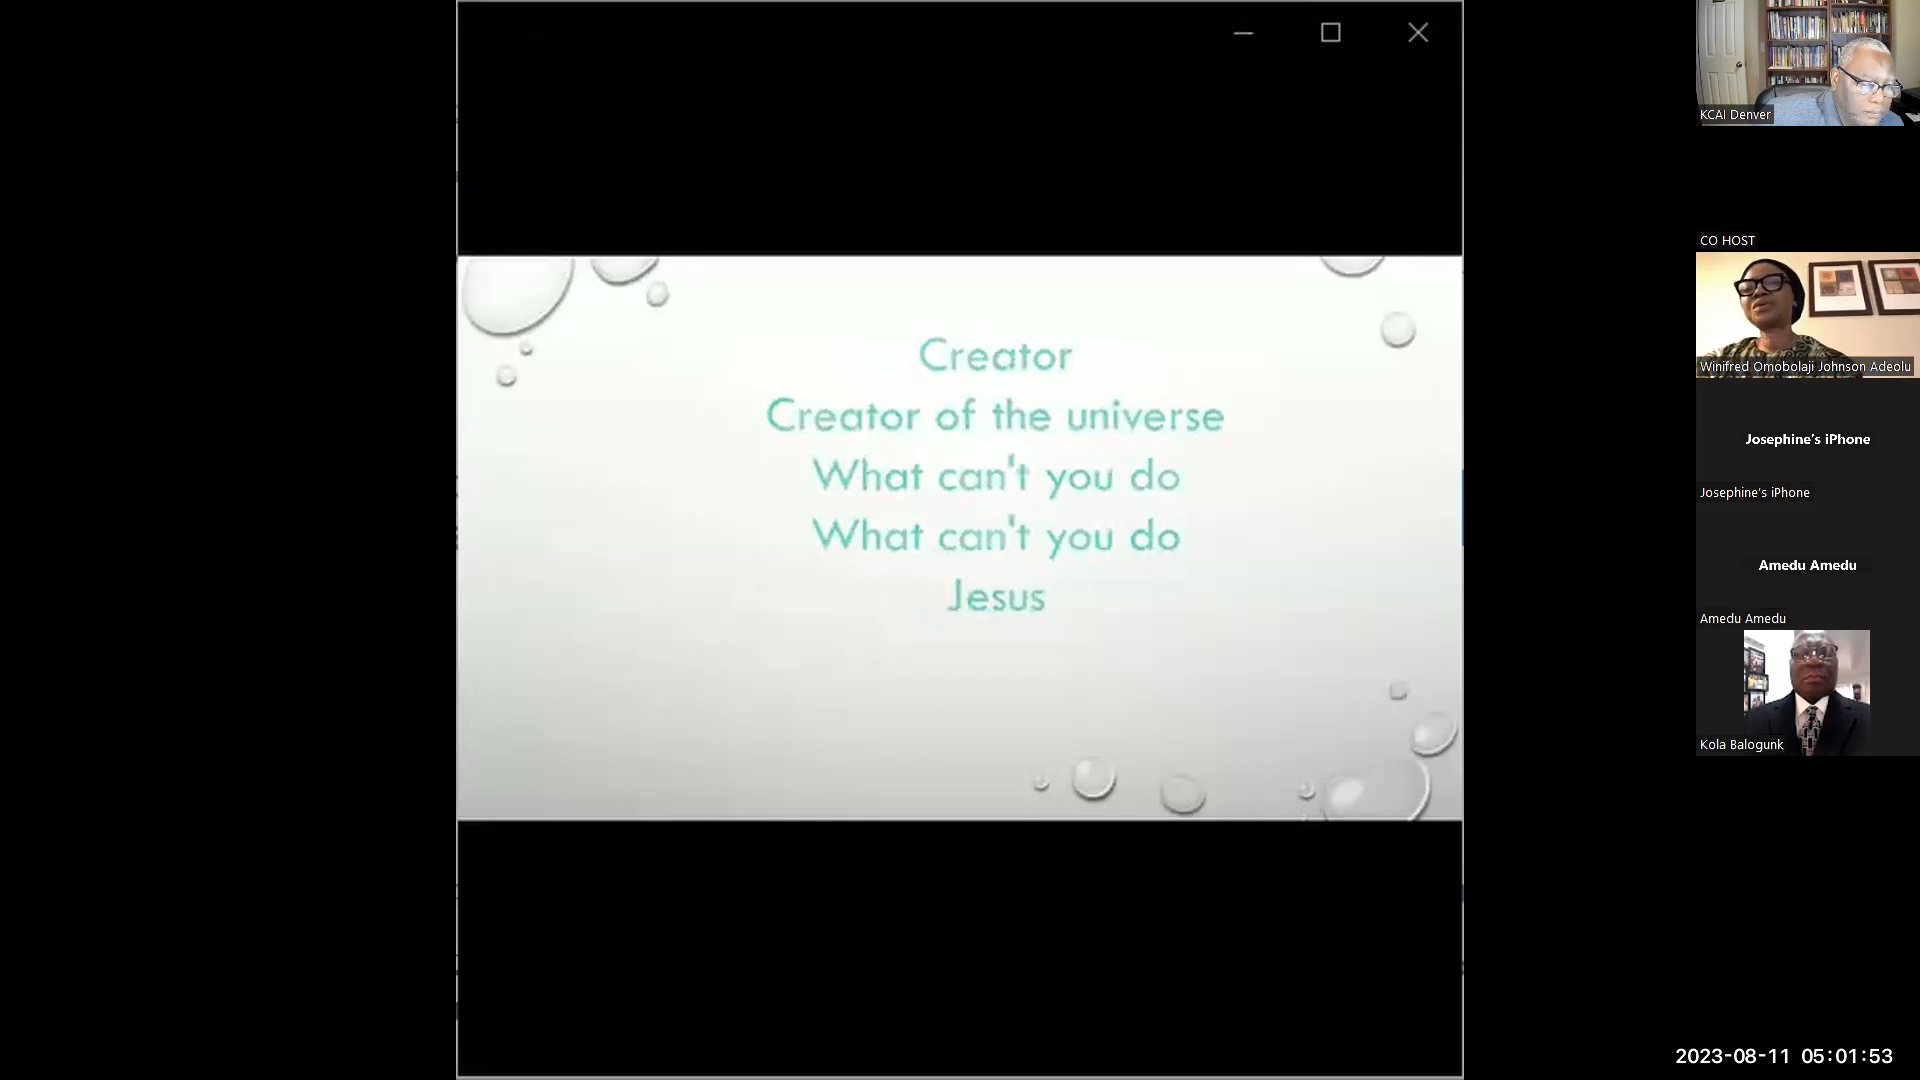 Creator
Creator of the universe
What can't you do
What can't you do
Jesus
KCAI Denver
CO HOST
Winifred Omobolaji Johnson Adeolu
Josephine's iPhone
Josephine's iPhone
Amedu Amedu
Amedu Amedu
Kola Balogunk
2023-08-11 05:01:53